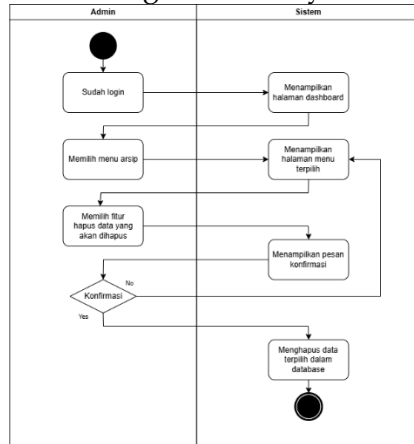 Admin
Sistem
Sudah login
Menampilkan
halaman dashboard
Memilih menu arsip
Menampilkan
halaman menu
terpilih
Memilih fitur
hapus data yang
akan dihapus
Menampilkan pesan
konfirmasi
Konfirmasi
No
Yes
Menghapus data
terpilih dalam
database